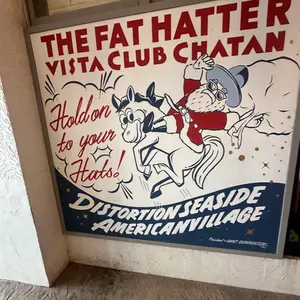 THE FAT HATTER
VISTA CLUB CHATAN
Hold on
to your
Hats!
DISTORTION SEASIDE
AMERICANVILLAGE